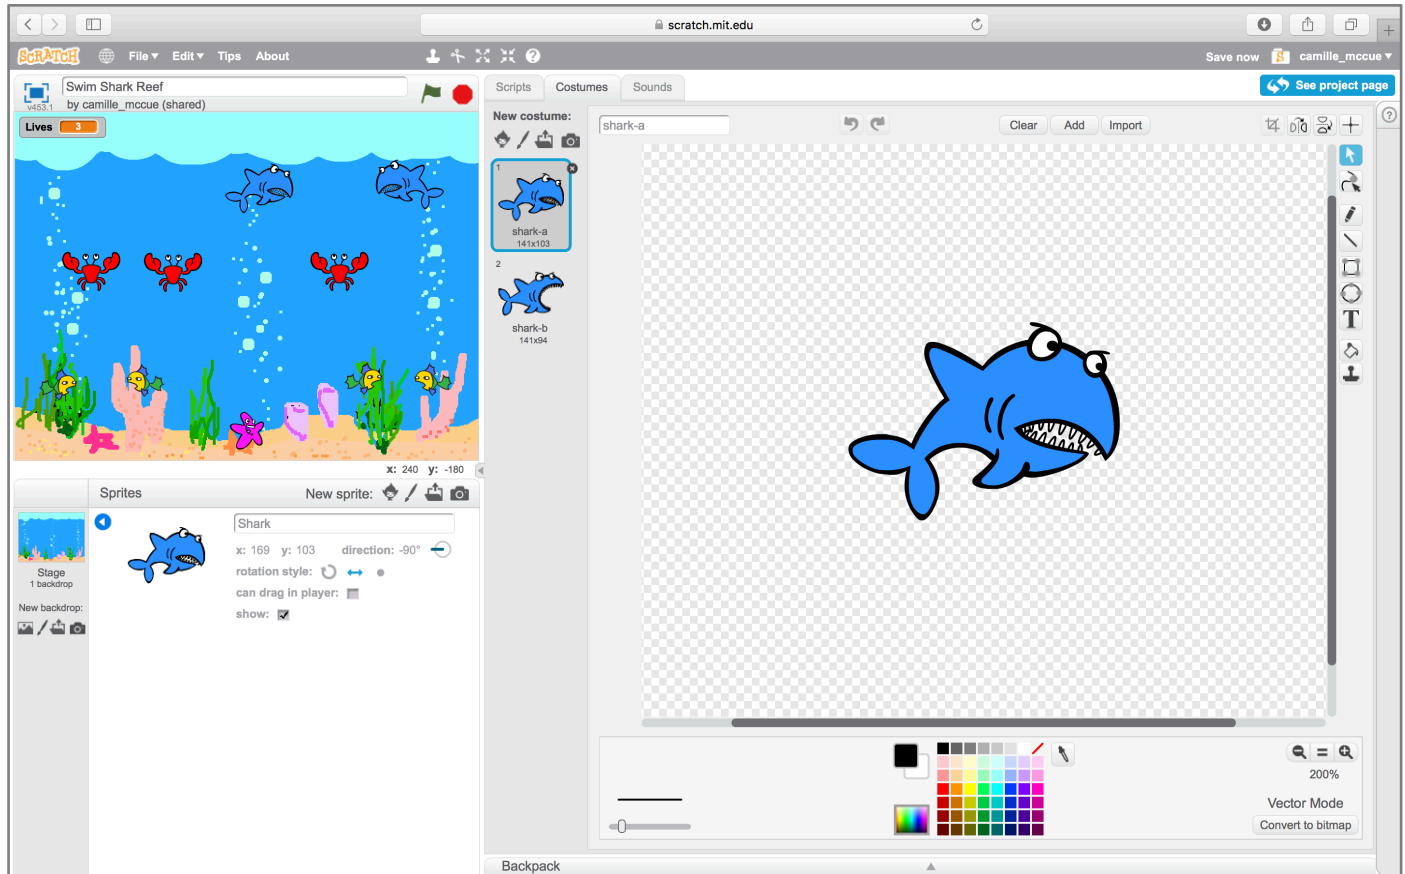 scratch.mit.edu
SCRATCH File Edit Tips About Save now S camille_mccue
v453.1
Swim Shark Reef
by camille_mccue (shared)
Scripts Costumes Sounds
See project page
Lives 3
New costume:
shark-a
Clear Add Import
1
shark-a
141x103
2
shark-b
141x94
T
x: 240 y: -180
Sprites New sprite:
Shark
x: 169 y: 103 direction: -90°
rotation style:
can drag in player:
show:
Stage
1 backdrop
New backdrop:
200%
Vector Mode
Convert to bitmap
Backpack